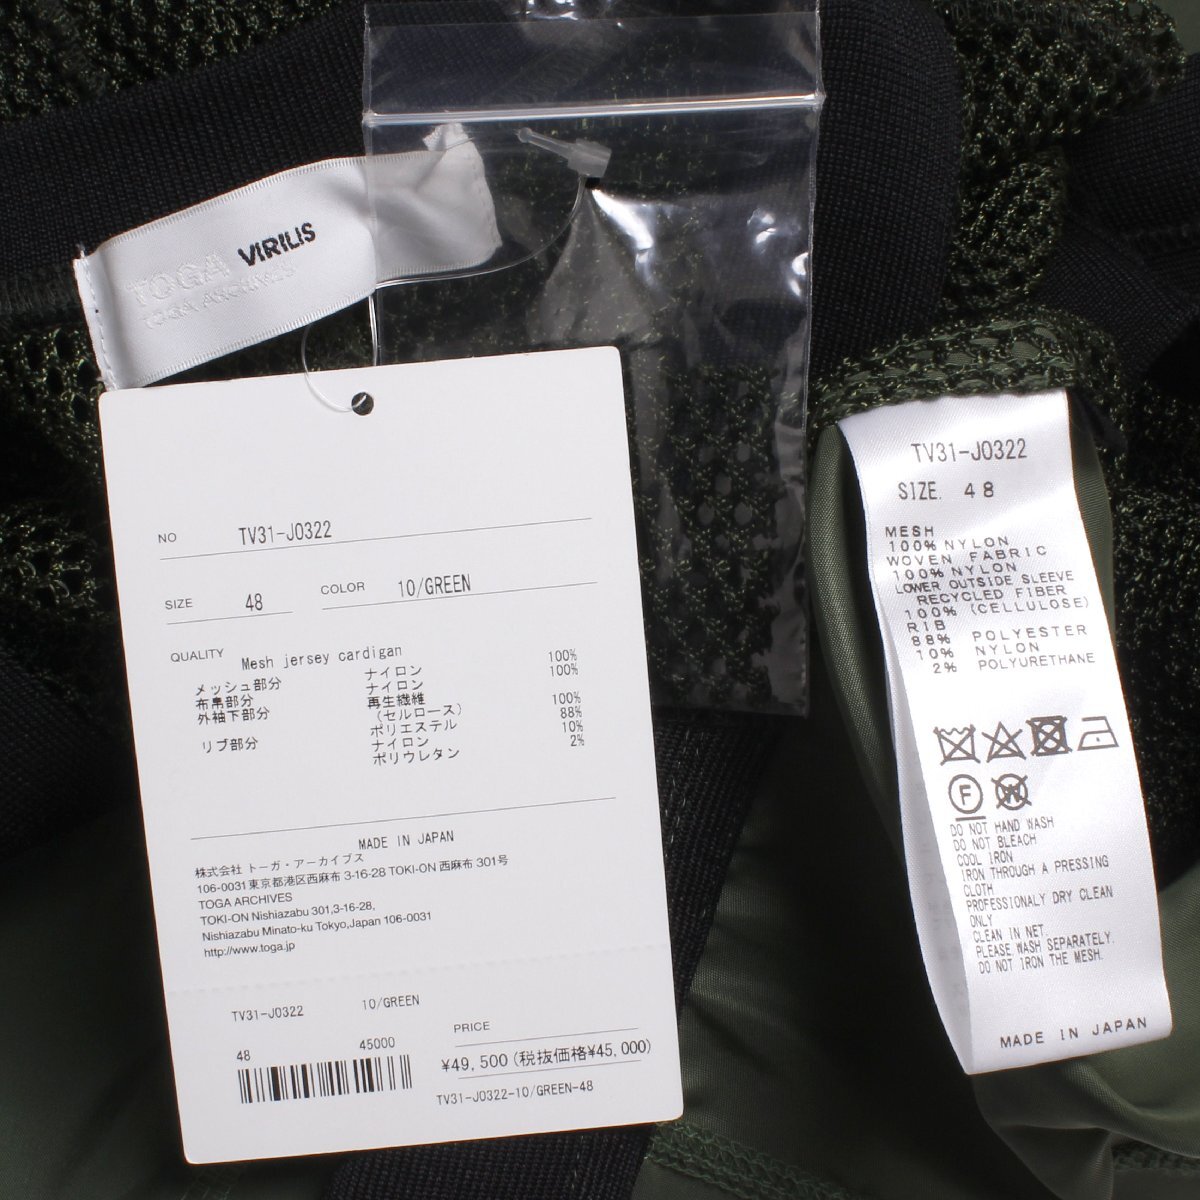 TOGA VIRILIS
TOGA ARCHIVES
NO TV31-J0322
SIZE 48 COLOR 10/GREEN
QUALITY Mesh jersey cardigan
メッシュ部分 ナイロン 100%
布帛部分 ナイロン 100%
外袖下部分 再生繊維
(セルロース) 100%
リブ部分 ポリエステル 88%
ナイロン 10%
ポリウレタン 2%
MADE IN JAPAN
株式会社 トーガ・アーカイブス
106-0031東京都港区西麻布 3-16-28 TOKI-ON 西麻布 301号
TOGA ARCHIVES
TOKI-ON Nishiazabu 301,3-16-28,
Nishiazabu Minato-ku Tokyo,Japan 106-0031
http://www.toga.jp
TV31-J0322 10/GREEN
48 45000
PRICE
¥49,500(税抜価格¥45,000)
TV31-J0322-10/GREEN-48
TV31-J0322
SIZE. 48
MESH
100% NYLON
WOVEN FABRIC
100% NYLON
LOWER OUTSIDE SLEEVE
RECYCLED FIBER
100% (CELLULOSE)
RIB
88% POLYESTER
10% NYLON
2% POLYURETHANE
F W
DO NOT HAND WASH
DO NOT BLEACH
COOL IRON
IRON THROUGH A PRESSING
CLOTH
PROFESSIONALY DRY CLEAN
ONLY
CLEAN IN NET.
PLEASE WASH SEPARATELY.
DO NOT IRON THE MESH.
MADE IN JAPAN